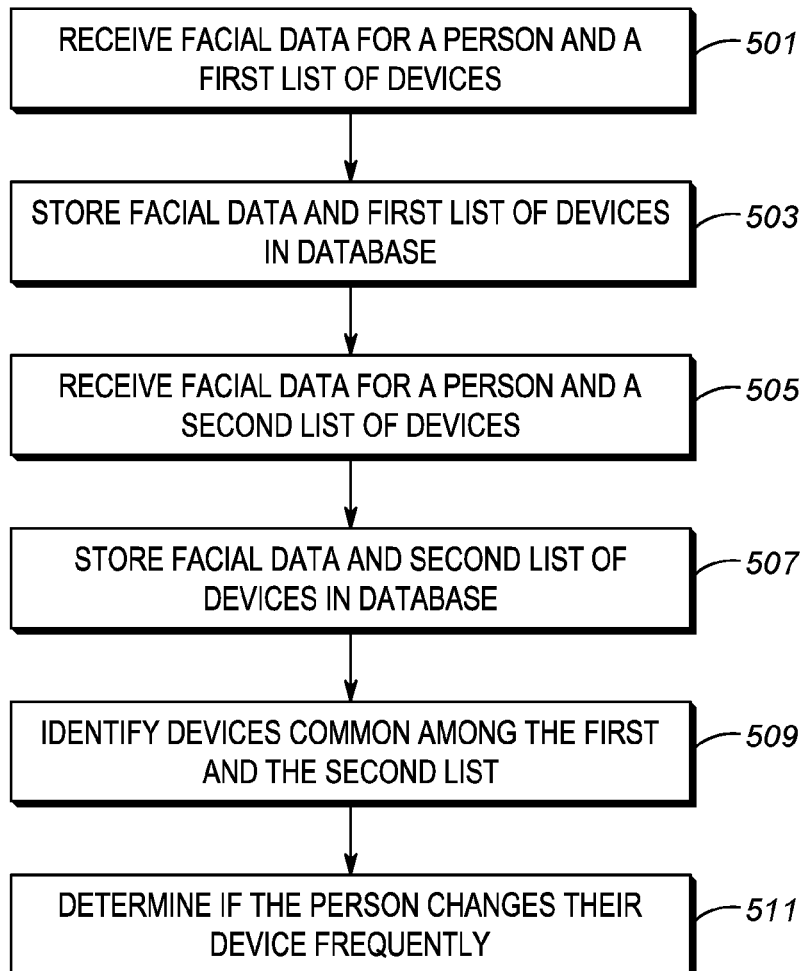 RECEIVE FACIAL DATA FOR A PERSON AND A
FIRST LIST OF DEVICES
501
STORE FACIAL DATA AND FIRST LIST OF DEVICES
IN DATABASE
503
RECEIVE FACIAL DATA FOR A PERSON AND A
SECOND LIST OF DEVICES
505
STORE FACIAL DATA AND SECOND LIST OF
DEVICES IN DATABASE
507
IDENTIFY DEVICES COMMON AMONG THE FIRST
AND THE SECOND LIST
509
DETERMINE IF THE PERSON CHANGES THEIR
DEVICE FREQUENTLY
511